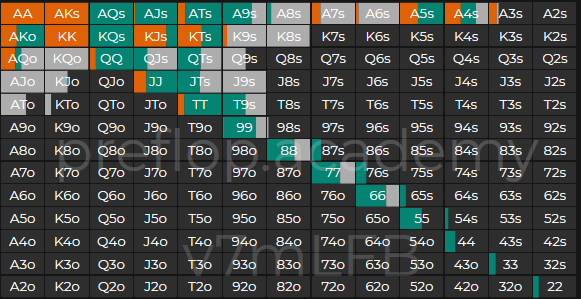 AA AKs AQs AJs ATs A9s A8s A7s A6s A5s A4s A3s A2s
AKo KK KQs KJs KTs K9s K8s K7s K6s K5s K4s K3s K2s
AQo KQo QQ QJs QTs Q9s Q8s Q7s Q6s Q5s Q4s Q3s Q2s
AJo KJo QJo JJ JTs J9s J8s J7s J6s J5s J4s J3s J2s
ATo KTo QTo JTo TT T9s T8s T7s T6s T5s T4s T3s T2s
A9o K9o Q9o J9o T9o 99 98s 97s 96s 95s 94s 93s 92s
A8o K8o Q8o J8o T8o 98o 88 87s 86s 85s 84s 83s 82s
preflop.academy
A7o K7o Q7o J7o T7o 97o 87o 77 76s 75s 74s 73s 72s
A6o K6o Q6o J6o T6o 96o 86o 76o 66 65s 64s 63s 62s
A5o K5o Q5o J5o T5o 95o 85o 75o 65o 55 54s 53s 52s
A4o K4o Q4o J4o T4o 94o 84o 74o 64o 54o 44 43s 42s
v7mLFB
A3o K3o Q3o J3o T3o 93o 83o 73o 63o 53o 43o 33 32s
A2o K2o Q2o J2o T2o 92o 82o 72o 62o 52o 42o 32o 22